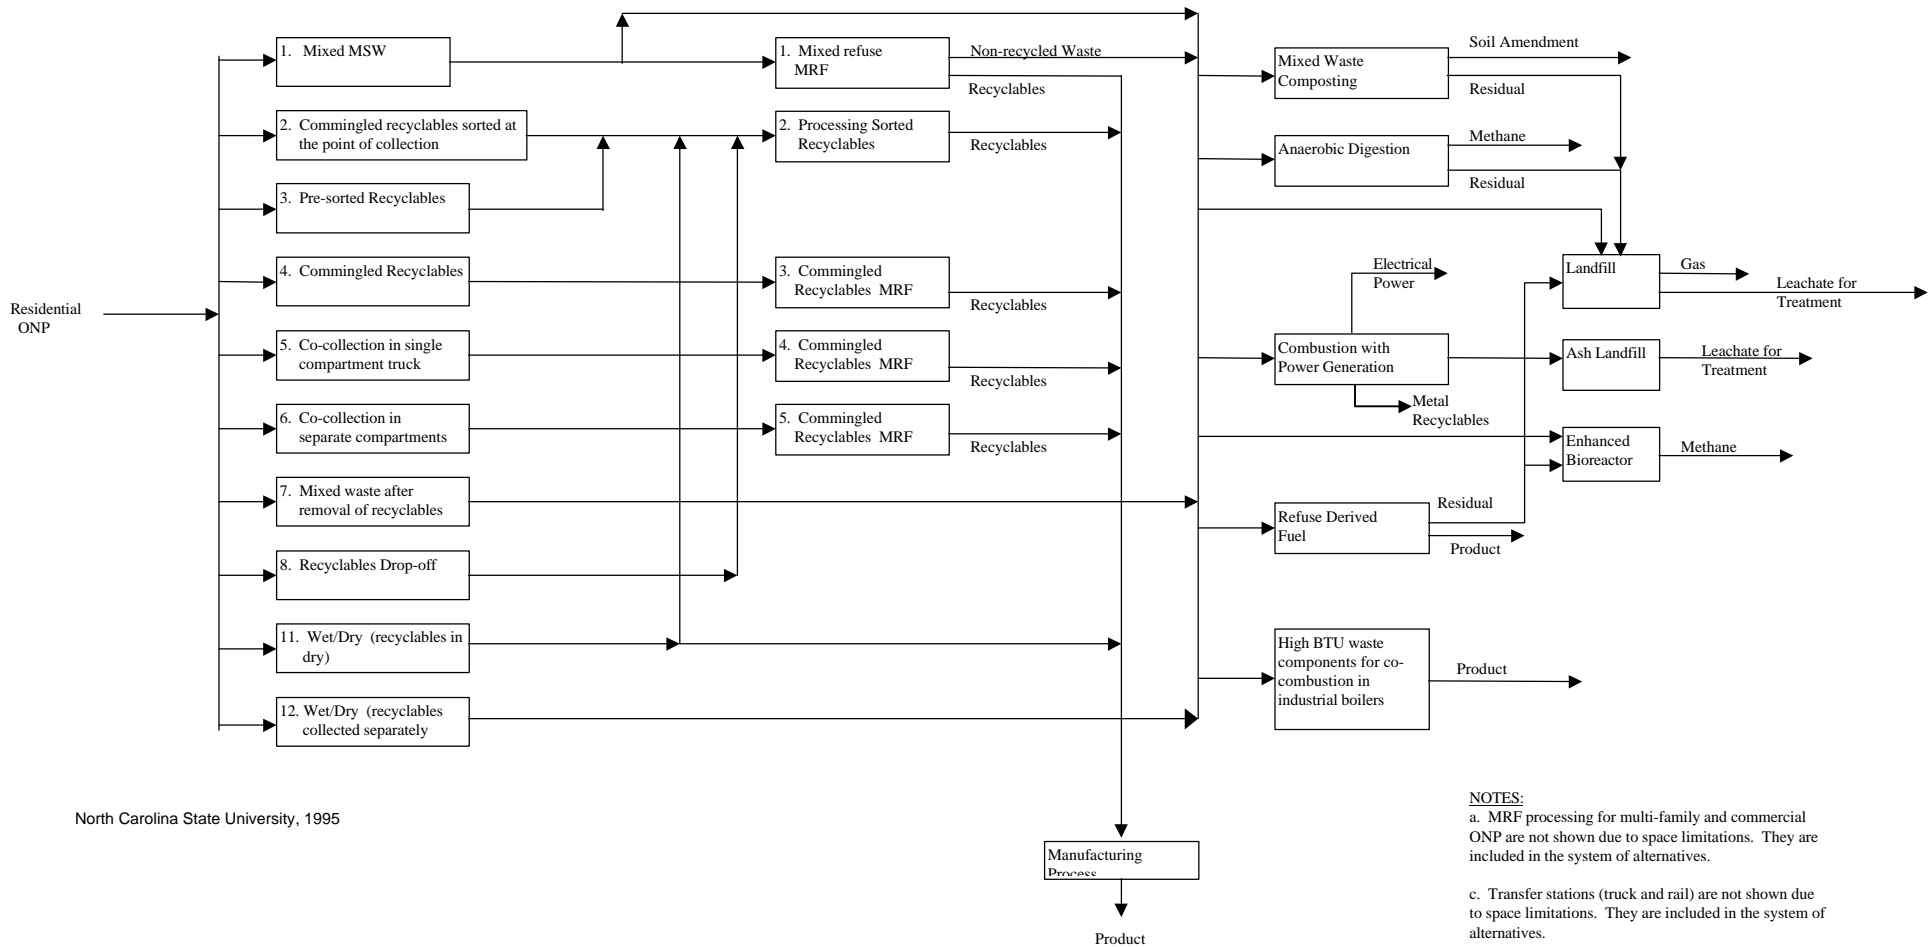 Residential
ONP
1. Mixed MSW
2. Commingled recyclables sorted at
the point of collection
3. Pre-sorted Recyclables
4. Commingled Recyclables
5. Co-collection in single
compartment truck
6. Co-collection in
separate compartments
7. Mixed waste after
removal of recyclables
8. Recyclables Drop-off
11. Wet/Dry (recyclables in
dry)
12. Wet/Dry (recyclables
collected separately
1. Mixed refuse
MRF
Non-recycled Waste
Recyclables
2. Processing Sorted
Recyclables
Recyclables
3. Commingled
Recyclables MRF
Recyclables
4. Commingled
Recyclables MRF
Recyclables
5. Commingled
Recyclables MRF
Recyclables
Manufacturing
Process
Product
Mixed Waste
Composting
Soil Amendment
Residual
Anaerobic Digestion
Methane
Residual
Landfill
Gas
Leachate for
Treatment
Electrical
Power
Combustion with
Power Generation
Metal
Recyclables
Ash Landfill
Leachate for
Treatment
Enhanced
Bioreactor
Methane
Refuse Derived
Fuel
Residual
Product
High BTU waste
components for co-
combustion in
industrial boilers
Product
North Carolina State University, 1995
NOTES:
a. MRF processing for multi-family and commercial
ONP are not shown due to space limitations. They are
included in the system of alternatives.
c. Transfer stations (truck and rail) are not shown due
to space limitations. They are included in the system of
alternatives.